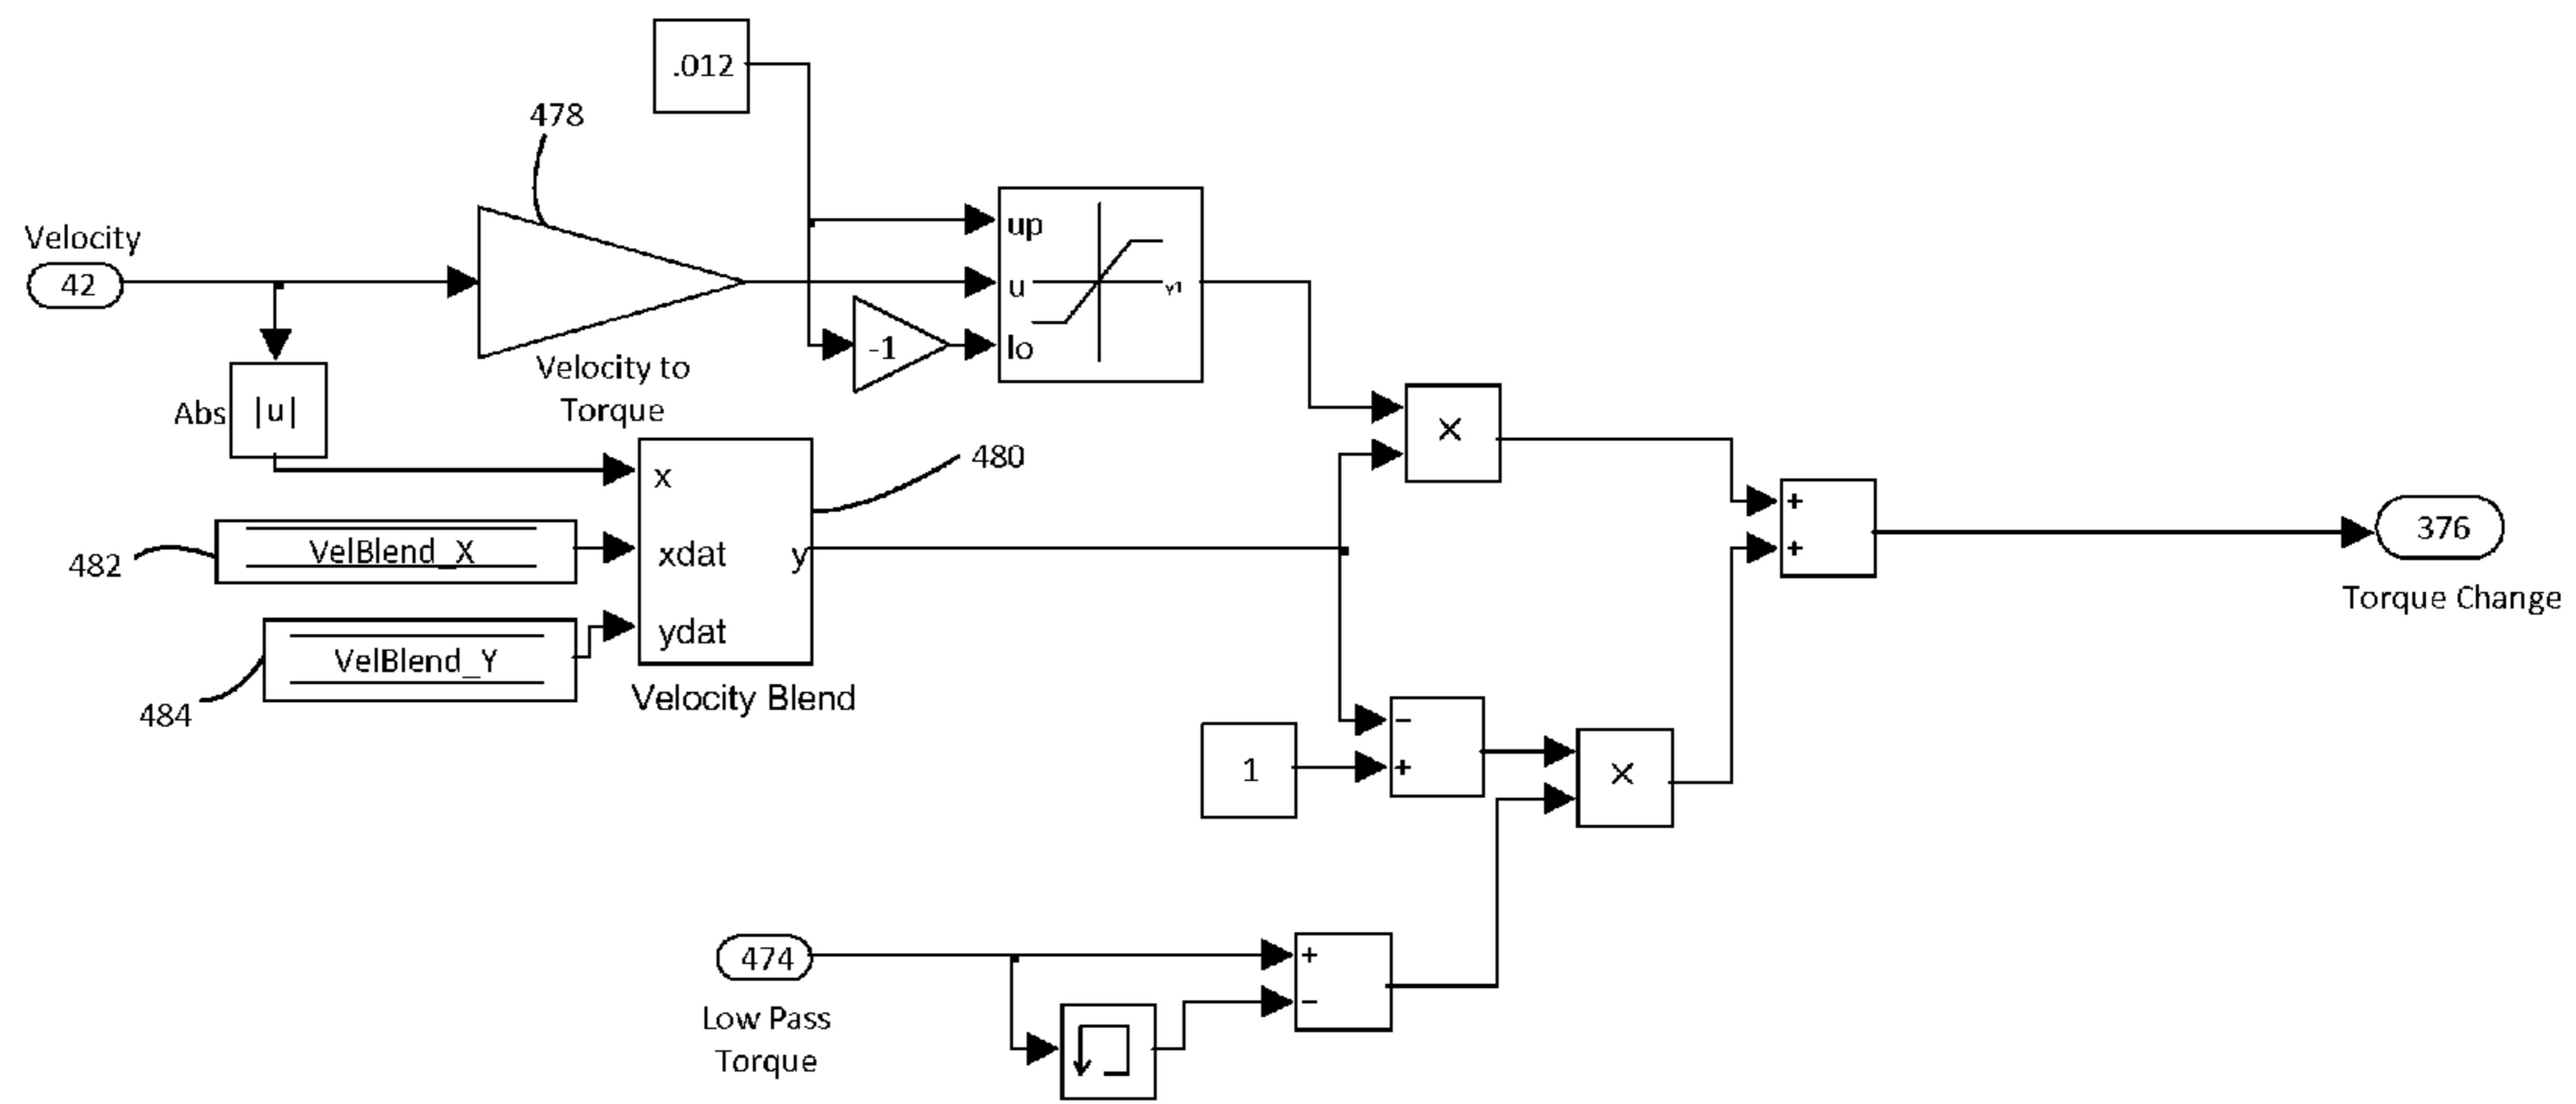 .012
478
Velocity
42
up
u
Y1
lo
-1
Velocity to
Torque
Abs
|u|
×
480
x
482
VelBlend_X
xdat
y
+
+
376
Torque Change
484
VelBlend_Y
ydat
Velocity Blend
−
1
+
×
474
+
−
Low Pass
Torque